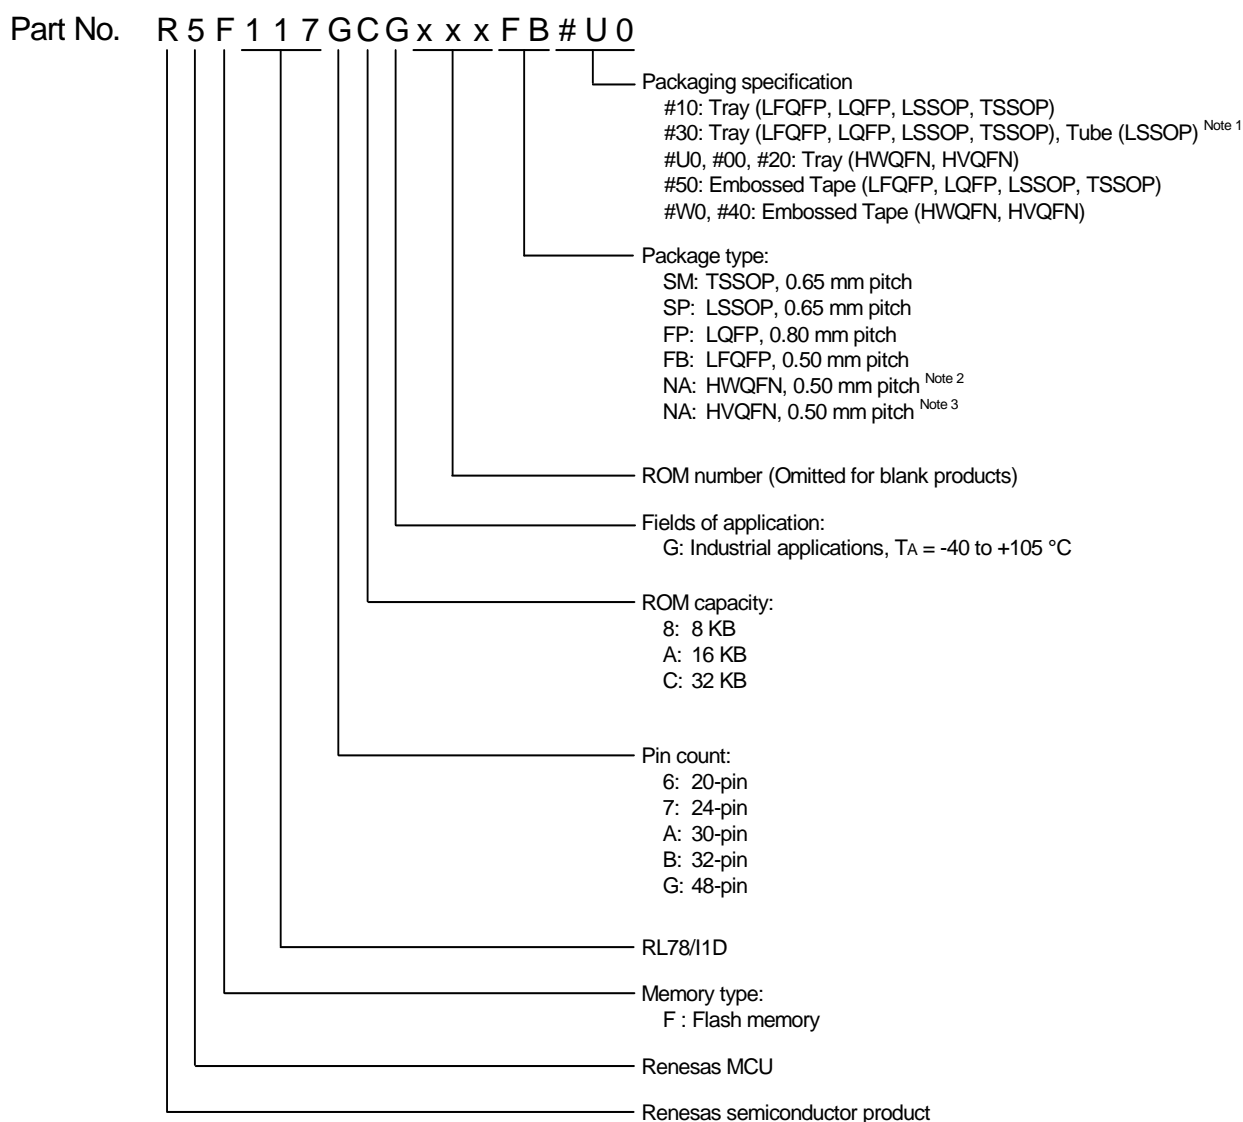 Part No. R 5 F 1 1 7 G C G x x x F B # U 0
Packaging specification
#10: Tray (LFQFP, LQFP, LSSOP, TSSOP)
#30: Tray (LFQFP, LQFP, LSSOP, TSSOP), Tube (LSSOP) Note 1
#U0, #00, #20: Tray (HWQFN, HVQFN)
#50: Embossed Tape (LFQFP, LQFP, LSSOP, TSSOP)
#W0, #40: Embossed Tape (HWQFN, HVQFN)
Package type:
SM: TSSOP, 0.65 mm pitch
SP: LSSOP, 0.65 mm pitch
FP: LQFP, 0.80 mm pitch
FB: LFQFP, 0.50 mm pitch
NA: HWQFN, 0.50 mm pitch Note 2
NA: HVQFN, 0.50 mm pitch Note 3
ROM number (Omitted for blank products)
Fields of application:
G: Industrial applications, TA = -40 to +105 °C
ROM capacity:
8: 8 KB
A: 16 KB
C: 32 KB
Pin count:
6: 20-pin
7: 24-pin
A: 30-pin
B: 32-pin
G: 48-pin
RL78/I1D
Memory type:
F : Flash memory
Renesas MCU
Renesas semiconductor product